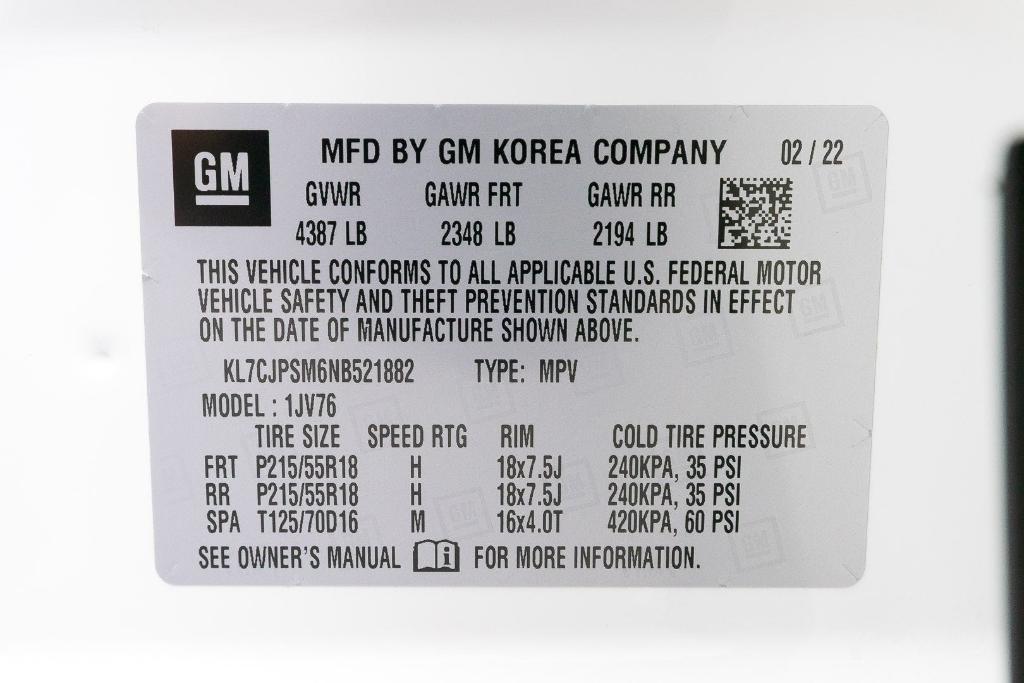 GM
MFD BY GM KOREA COMPANY 02 / 22
GVWR GAWR FRT GAWR RR
4387 LB 2348 LB 2194 LB
THIS VEHICLE CONFORMS TO ALL APPLICABLE U.S. FEDERAL MOTOR
VEHICLE SAFETY AND THEFT PREVENTION STANDARDS IN EFFECT
ON THE DATE OF MANUFACTURE SHOWN ABOVE.
KL7CJPSM6NB521882 TYPE: MPV
MODEL : 1JV76
TIRE SIZE SPEED RTG RIM COLD TIRE PRESSURE
FRT P215/55R18 H 18x7.5J 240KPA, 35 PSI
RR P215/55R18 H 18x7.5J 240KPA, 35 PSI
SPA T125/70D16 M 16x4.0T 420KPA, 60 PSI
SEE OWNER'S MANUAL i FOR MORE INFORMATION.